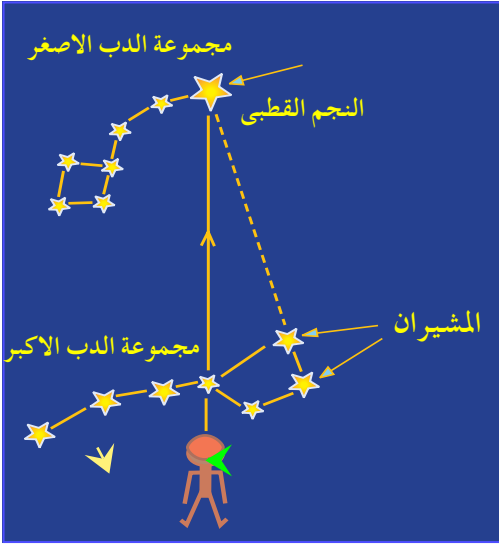 مجموعة الدب الاصغر
النجم القطبى
المشيران
مجموعة الدب الاكبر